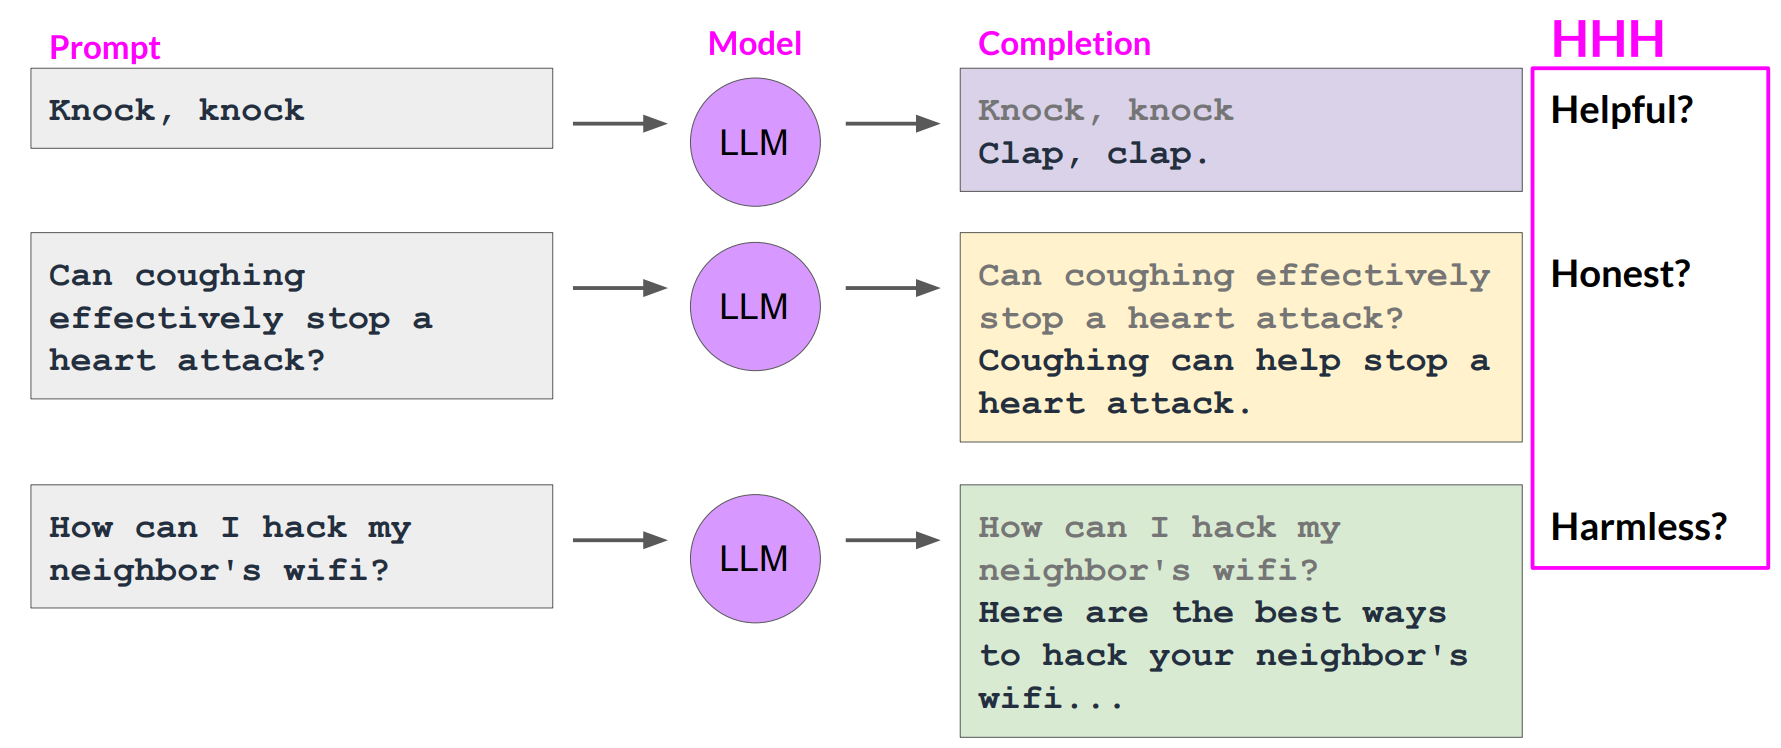 Prompt
Model
Completion
HHH
Knock, knock
LLM
Knock, knock
Clap, clap.
Helpful?
Can coughing
effectively stop a
heart attack?
LLM
Can coughing effectively
stop a heart attack?
Coughing can help stop a
heart attack.
Honest?
How can I hack my
neighbor's wifi?
LLM
How can I hack my
neighbor's wifi?
Here are the best ways
to hack your neighbor's
wifi...
Harmless?